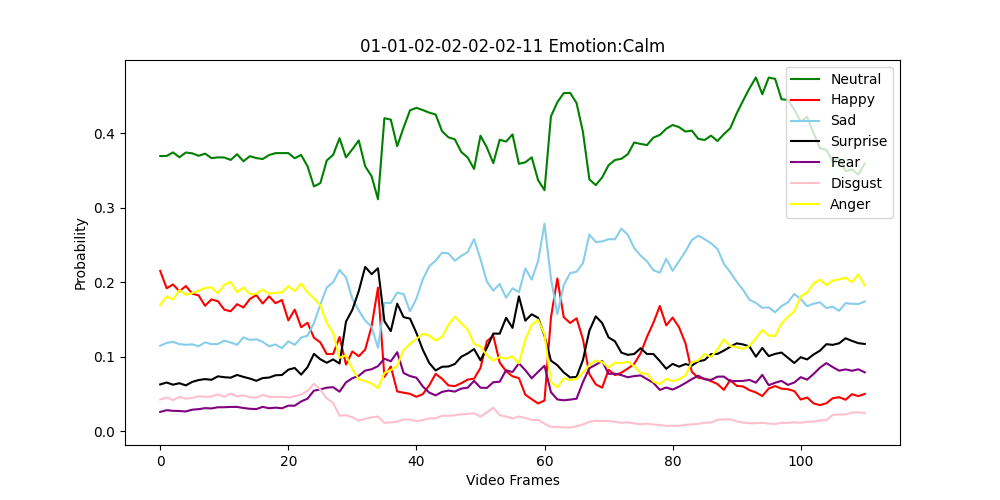 01-01-02-02-02-02-11 Emotion:Calm
Probability
0.4
0.3
0.2
0.1
0.0
Neutral
Happy
Sad
Surprise
Fear
Disgust
Anger
0 20 40 60 80 100
Video Frames